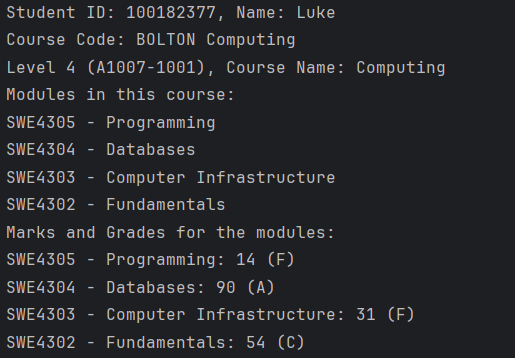 Student ID: 100182377, Name: Luke
Course Code: BOLTON Computing
Level 4 (A1007-1001), Course Name: Computing
Modules in this course:
SWE4305 - Programming
SWE4304 - Databases
SWE4303 - Computer Infrastructure
SWE4302 - Fundamentals
Marks and Grades for the modules:
SWE4305 - Programming: 14 (F)
SWE4304 - Databases: 90 (A)
SWE4303 - Computer Infrastructure: 31 (F)
SWE4302 - Fundamentals: 54 (C)